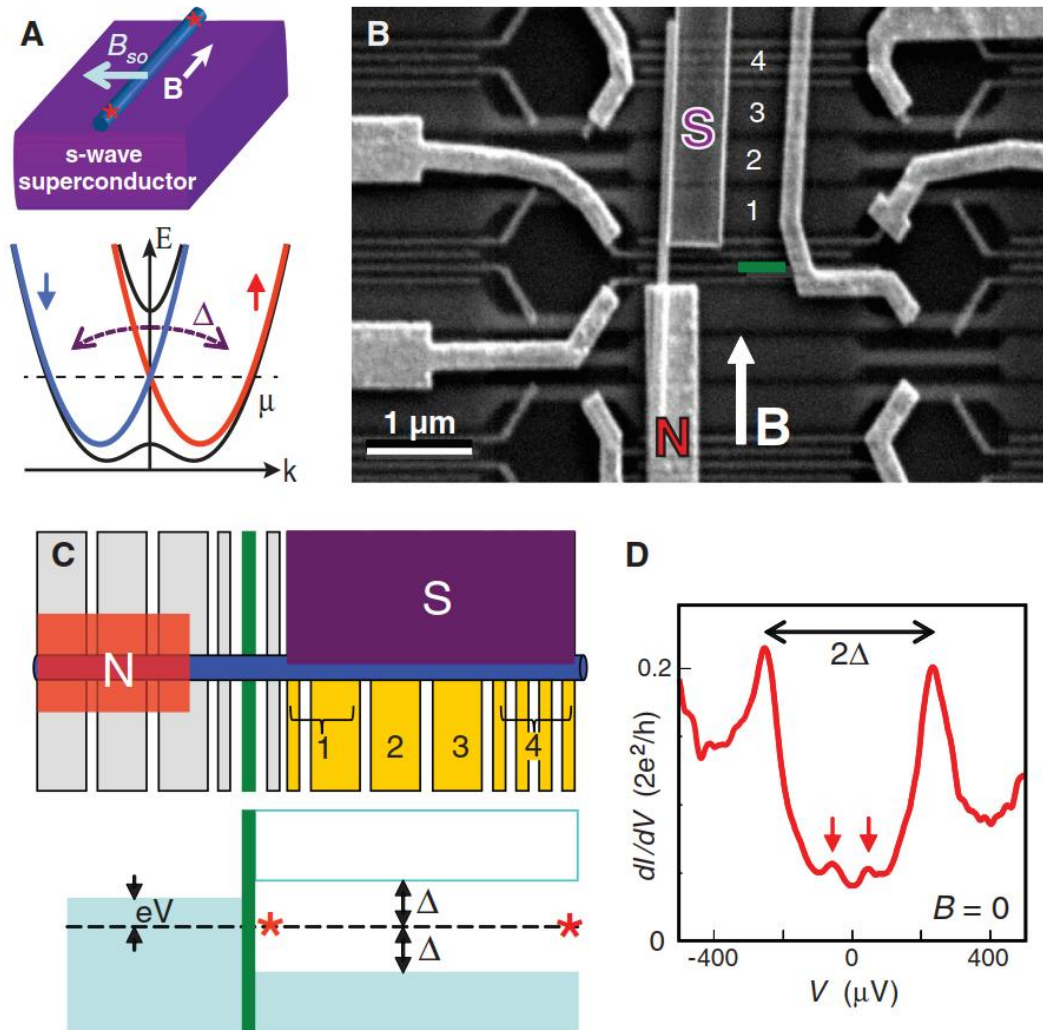 A
B_so
B
s-wave
superconductor
E
Δ
μ
k
B
4
3
S
2
1
1 μm
N
B
C
S
N
1
2
3
4
eV
Δ
Δ
D
2Δ
0.2
dI/dV (2e²/h)
B = 0
0
-400
0
400
V (μV)